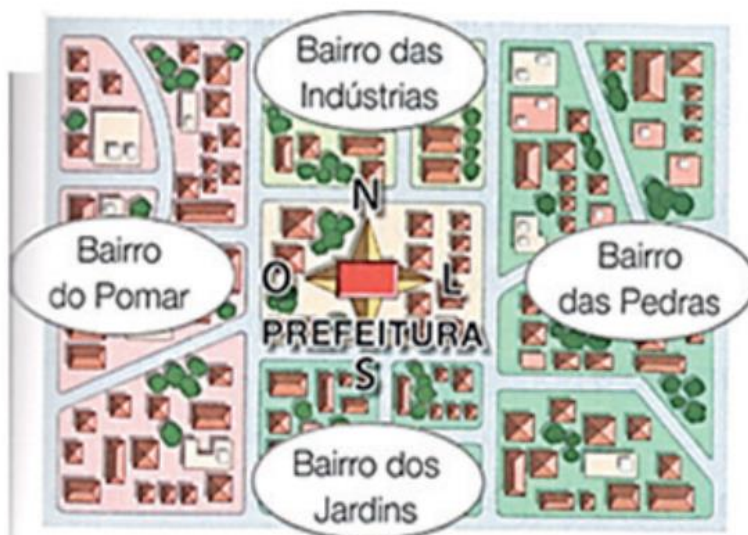 Bairro das
Indústrias
N
Bairro
do Pomar
O
L
Bairro
das Pedras
PREFEITURA
S
Bairro dos
Jardins